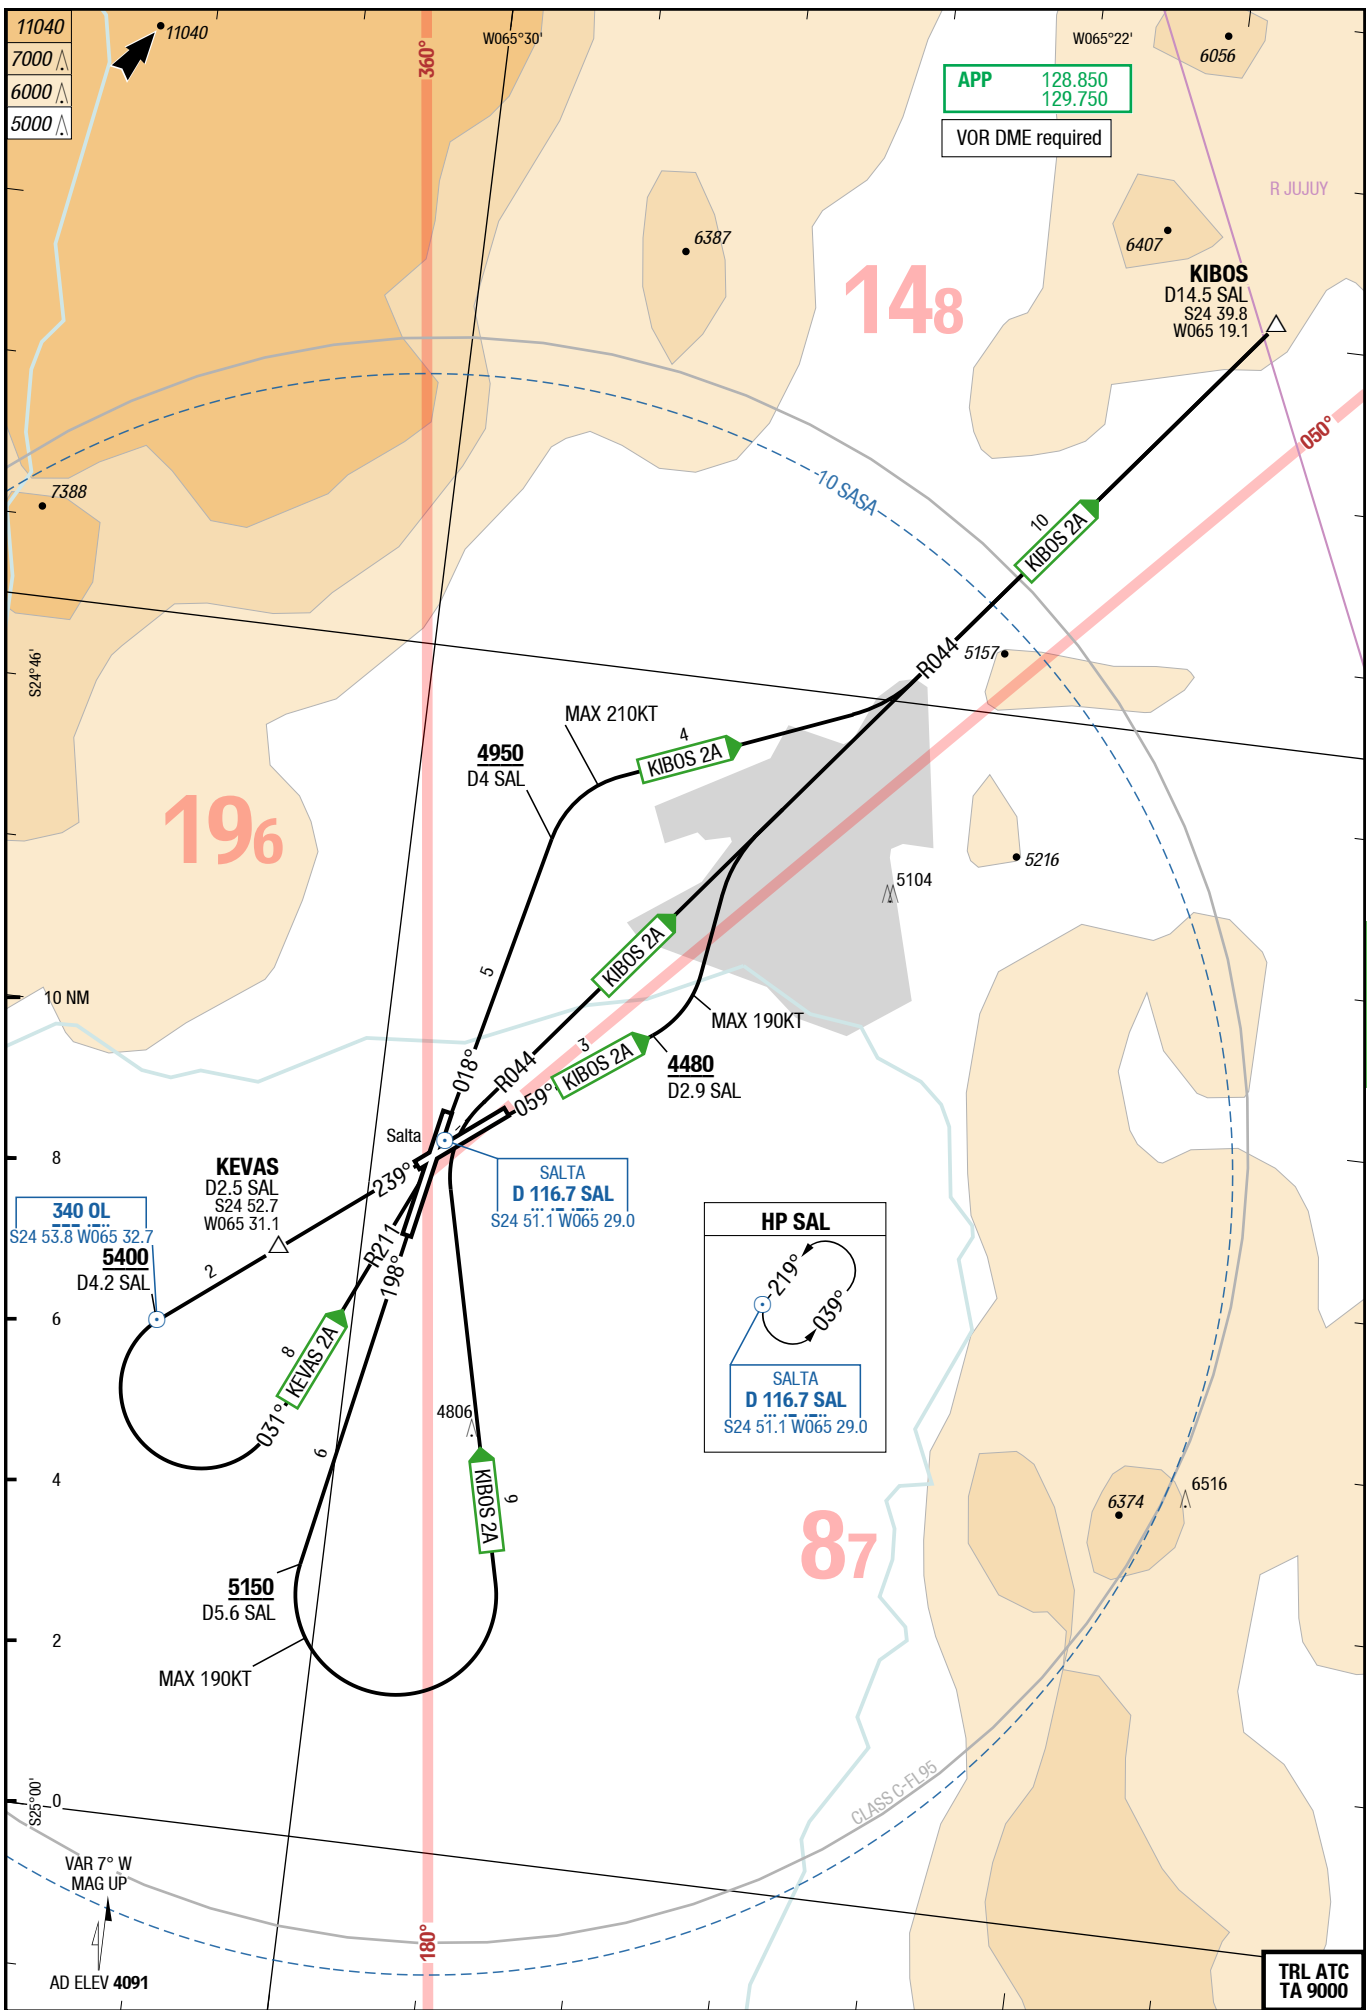 11040
7000
6000
5000
11040
360°
W065°30'
W065°22'
6056
APP 128.850
129.750
VOR DME required
R JUJUY
6387
6407
148
KIBOS
D14.5 SAL
S24 39.8
W065 19.1
050°
7388
10 SASA
10
KIBOS 2A
S24°46'
R044
5157
MAX 210KT
4
KIBOS 2A
4950
D4 SAL
196
5216
5104
KIBOS 2A
5
10 NM
MAX 190KT
018°
R044
3
KIBOS 2A
059°
4480
D2.9 SAL
Salta
8
239°
KEVAS
D2.5 SAL
S24 52.7
W065 31.1
SALTA
D 116.7 SAL
S24 51.1 W065 29.0
340 OL
S24 53.8 W065 32.7
5400
D4.2 SAL
2
R211
198°
HP SAL
219°
039°
SALTA
D 116.7 SAL
S24 51.1 W065 29.0
6
8
KEVAS 2A
031°
4806
6
4
KIBOS 2A
9
6374
6516
87
5150
D5.6 SAL
2
MAX 190KT
S25°00'
0
CLASS C-FL95
VAR 7° W
MAG UP
180°
AD ELEV 4091
TRL ATC
TA 9000